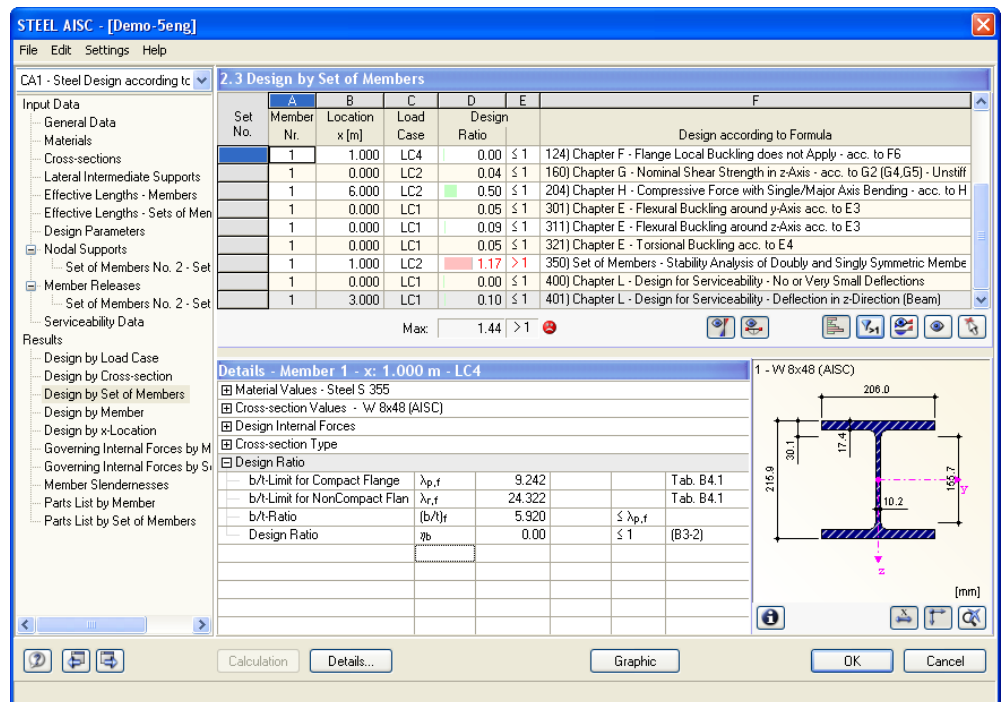 STEEL AISC - [Demo-5eng]
File Edit Settings Help
CA1 - Steel Design according tc
Input Data
General Data
Materials
Cross-sections
Lateral Intermediate Supports
Effective Lengths - Members
Effective Lengths - Sets of Men
Design Parameters
Nodal Supports
Set of Members No. 2 - Set
Member Releases
Set of Members No. 2 - Set
Serviceability Data
Results
Design by Load Case
Design by Cross-section
Design by Set of Members
Design by Member
Design by x-Location
Governing Internal Forces by M
Governing Internal Forces by S
Member Slendernesses
Parts List by Member
Parts List by Set of Members
2.3 Design by Set of Members
A B C D E F
Set No. Member Nr. Location x [m] Load Case Design Ratio Design according to Formula
1 1.000 LC4 0.00 ≤ 1 124) Chapter F - Flange Local Buckling does not Apply - acc. to F6
1 0.000 LC2 0.04 ≤ 1 160) Chapter G - Nominal Shear Strength in z-Axis - acc. to G2 (G4,G5) - Unstiff
1 6.000 LC2 0.50 ≤ 1 204) Chapter H - Compressive Force with Single/Major Axis Bending - acc. to H
1 0.000 LC1 0.05 ≤ 1 301) Chapter E - Flexural Buckling around y-Axis acc. to E3
1 0.000 LC1 0.09 ≤ 1 311) Chapter E - Flexural Buckling around z-Axis acc. to E3
1 0.000 LC1 0.05 ≤ 1 321) Chapter E - Torsional Buckling acc. to E4
1 1.000 LC2 1.17 > 1 350) Set of Members - Stability Analysis of Doubly and Singly Symmetric Membe
1 0.000 LC1 0.00 ≤ 1 400) Chapter L - Design for Serviceability - No or Very Small Deflections
1 3.000 LC1 0.10 ≤ 1 401) Chapter L - Design for Serviceability - Deflection in z-Direction (Beam)
Max: 1.44 > 1
Details - Member 1 - x: 1.000 m - LC4
Material Values - Steel S 355
Cross-section Values - W 8x48 (AISC)
Design Internal Forces
Cross-section Type
Design Ratio
b/t-Limit for Compact Flange λp,f 9.242 Tab. B4.1
b/t-Limit for NonCompact Flan λr,f 24.322 Tab. B4.1
b/t-Ratio (b/t)f 5.920 ≤ λp,f
Design Ratio ηb 0.00 ≤ 1 (B3-2)
1 - W 8x48 (AISC)
206.0
30.1
17.4
215.9
155.7
10.2
y
z
[mm]
Calculation Details... Graphic OK Cancel